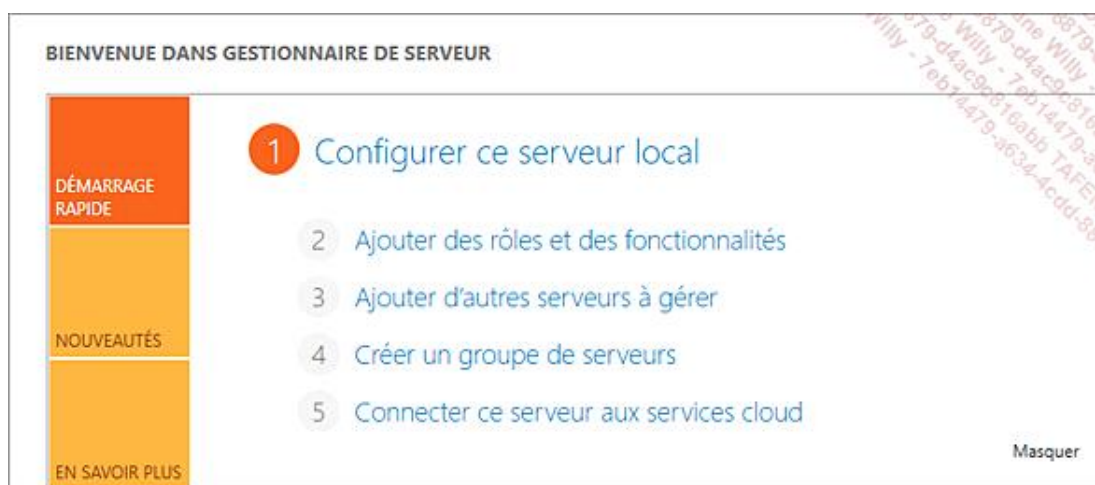 BIENVENUE DANS GESTIONNAIRE DE SERVEUR
DÉMARRAGE
RAPIDE
1 Configurer ce serveur local
2 Ajouter des rôles et des fonctionnalités
3 Ajouter d'autres serveurs à gérer
NOUVEAUTÉS
4 Créer un groupe de serveurs
5 Connecter ce serveur aux services cloud
Masquer
EN SAVOIR PLUS